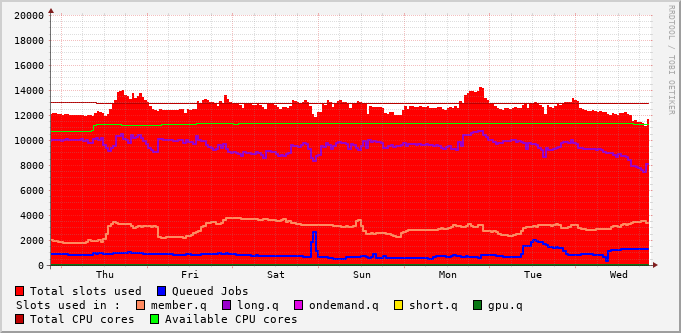 20000
18000
16000
14000
12000
10000
8000
6000
4000
2000
0
Thu Fri Sat Sun Mon Tue Wed
RRDTOOL / TOBI OETIKER
Total slots used Queued Jobs
Slots used in : member.q long.q ondemand.q short.q gpu.q
Total CPU cores Available CPU cores